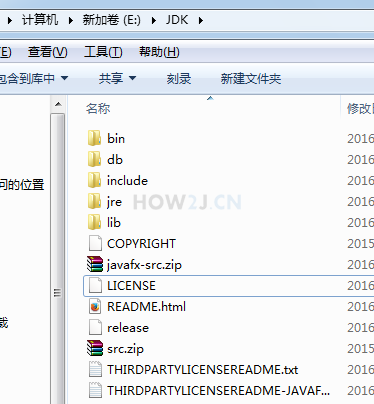 计算机 新加卷 (E:) JDK
(E) 查看(V) 工具(T) 帮助(H)
包含到库中 共享 刻录 新建文件夹
名称 修改日
bin 2016
db 2016
问的位置 include 2016
jre 2016
HOW2J.CN
lib 2016
COPYRIGHT 2015
javafx-src.zip 2016
LICENSE 2016
README.html 2016
载 release 2016
src.zip 2015
THIRDPARTYLICENSEREADME.txt 2016
THIRDPARTYLICENSEREADME-JAVAF... 2016